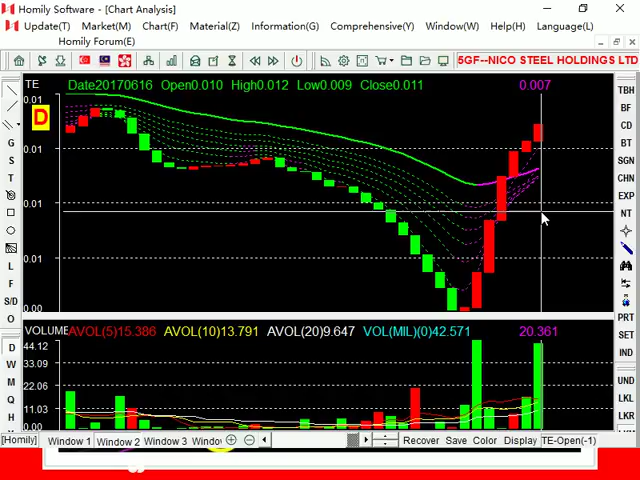 Homily Software - [Chart Analysis]
Update(T) Market(M) Chart(F) Material(Z) Information(G) Comprehensive(Y) Window(W) Help(H) Language(L)
Homily Forum(E)
5GF--NICO STEEL HOLDINGS LTD
TE Date20170616 Open0.010 High0.012 Low0.009 Close0.011 0.007
0.01
D
0.01
0.01
0.01
0.00
VOLUME AVOL(5)15.386 AVOL(10)13.791 AVOL(20)9.647 VOL(MIL)(0)42.571 20.361
44.12
33.09
22.06
11.03
0.00
G
S
T
L
F
S/D
O
D
W
M
Q
H
TBH
BF
CD
BT
SGN
CHN
EXP
NT
PRT
SET
IND
UND
LKL
LKR
[Homily] Window 1 Window 2 Window 3 Windo Recover Save Color Display TE-Open(-1)